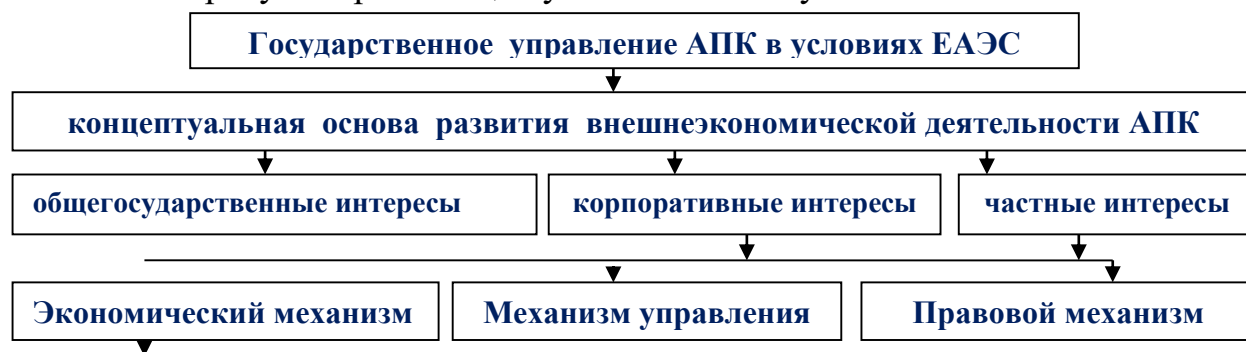 Государственное управление АПК в условиях ЕАЭС
концептуальная основа развития внешнеэкономической деятельности АПК
общегосударственные интересы корпоративные интересы частные интересы
Экономический механизм Механизм управления Правовой механизм